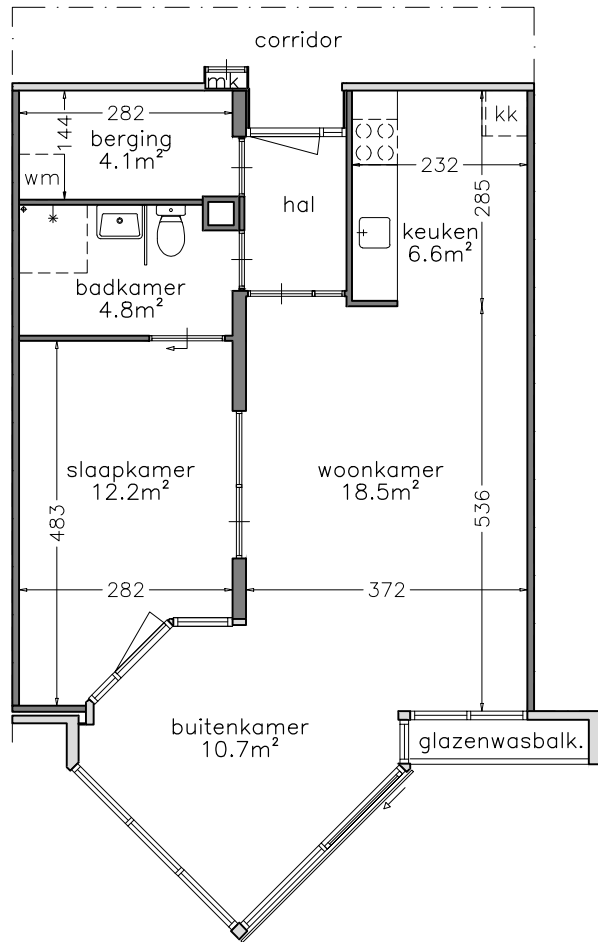 corridor
mk
282
144
berging
4.1m²
wm
kk
232
285
hal
keuken
6.6m²
badkamer
4.8m²
slaapkamer
12.2m²
woonkamer
18.5m²
483
536
282
372
buitenkamer
10.7m²
glazenwasbalk.